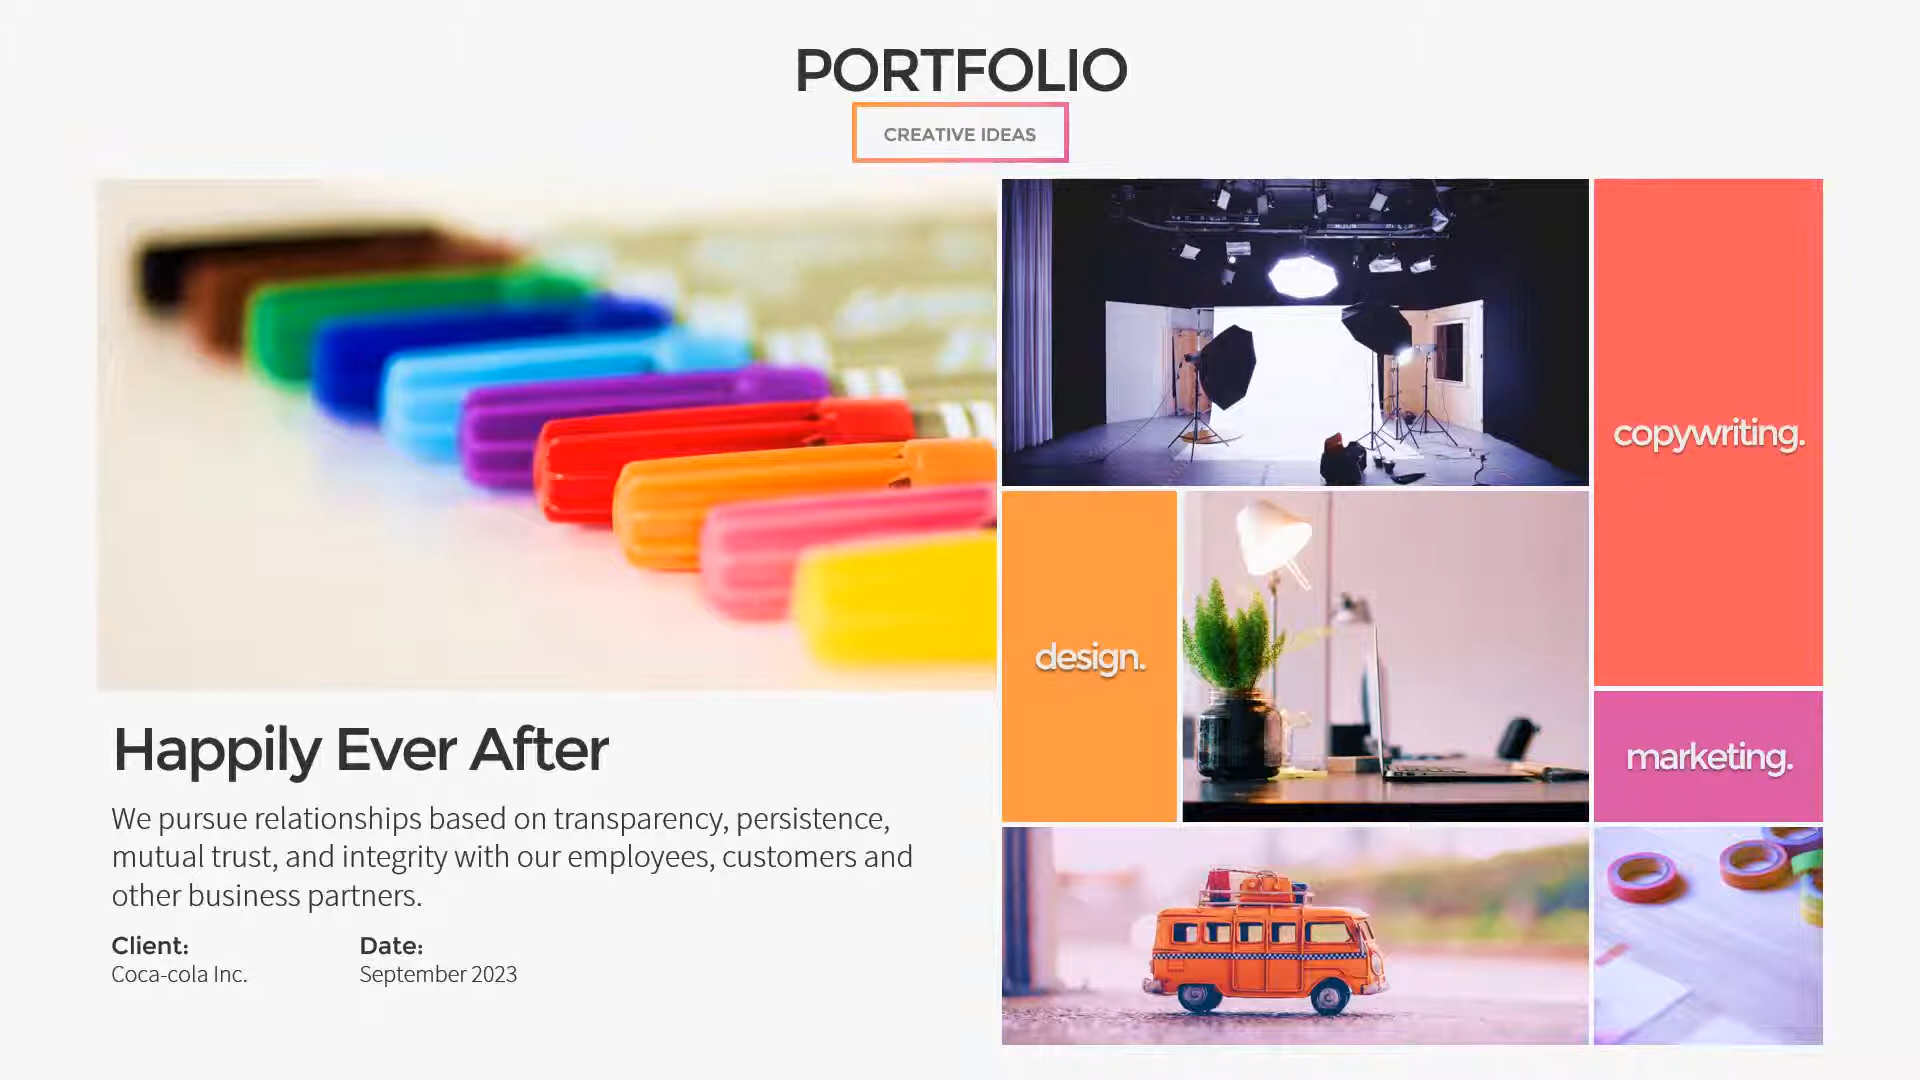 PORTFOLIO
CREATIVE IDEAS
copywriting.
design.
marketing.
Happily Ever After
We pursue relationships based on transparency, persistence,
mutual trust, and integrity with our employees, customers and
other business partners.
Client:
Coca-cola Inc.
Date:
September 2023